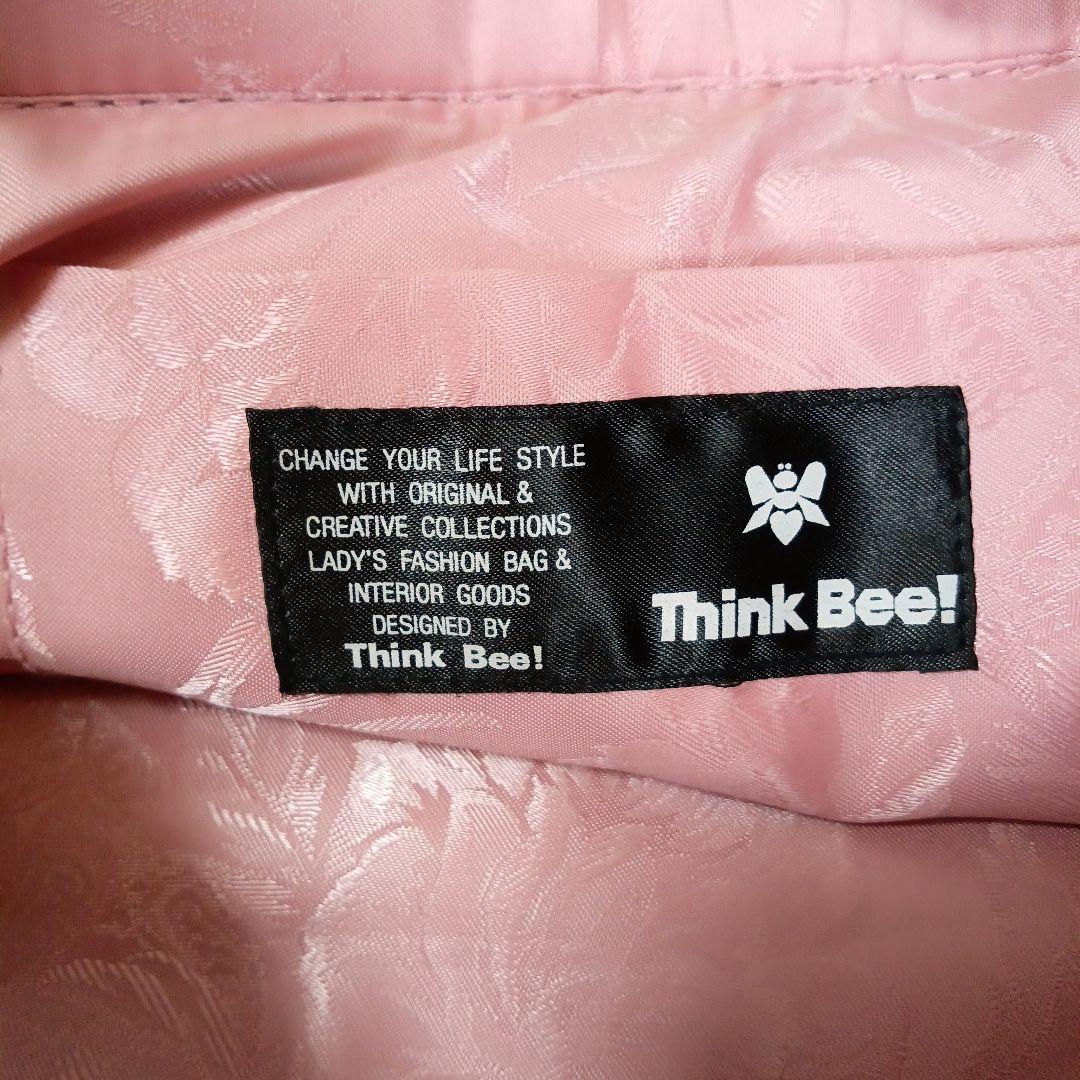 CHANGE YOUR LIFE STYLE
WITH ORIGINAL &
CREATIVE COLLECTIONS
LADY'S FASHION BAG &
INTERIOR GOODS
DESIGNED BY
Think Bee!
Think Bee!